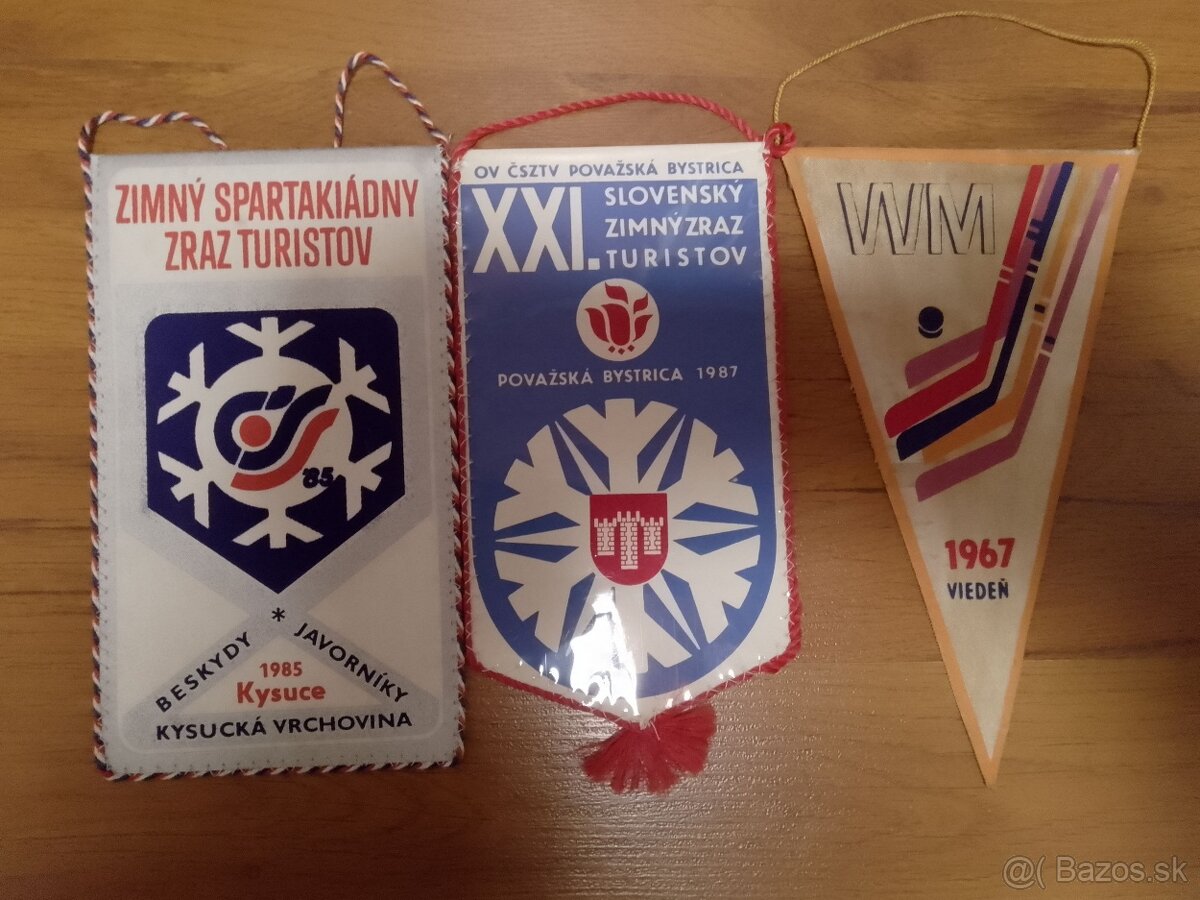 ZIMNÝ SPARTAKIÁDNY
ZRAZ TURISTOV
'85
BESKYDY * JAVORNÍKY
1985
Kysuce
KYSUCKÁ VRCHOVINA
OV ČSZTV POVAŽSKÁ BYSTRICA
XXI. SLOVENSKÝ
ZIMNÝ ZRAZ
TURISTOV
POVAŽSKÁ BYSTRICA 1987
WM
1967
VIEDEŇ
@( Bazos.sk